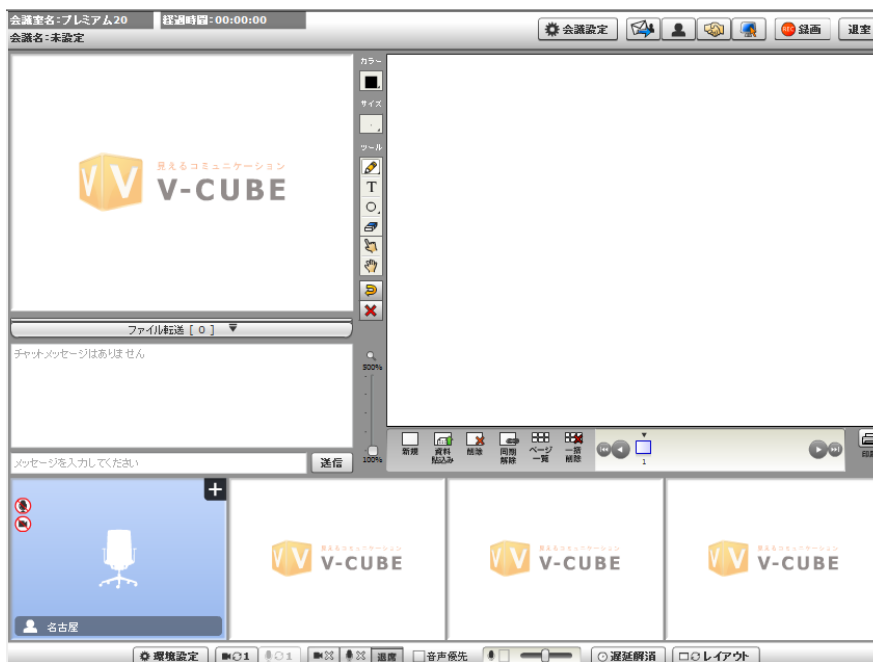 会議室名:プレミアム20 経過時間:00:00:00
会議名:未設定
会議設定
REC 録画
退室
カラー
サイズ
ツール
T
見えるコミュニケーション
V-CUBE
ファイル転送 [ 0 ] ▼
チャットメッセージはありません
メッセージを入力してください
送信
300%
100%
新規
資料
貼込み
削除
同期
解除
ページ
一覧
一括
削除
1
名古屋
見えるコミュニケーション
V-CUBE
見えるコミュニケーション
V-CUBE
見えるコミュニケーション
V-CUBE
環境設定
1
1
退席
音声優先
遅延解消
レイアウト